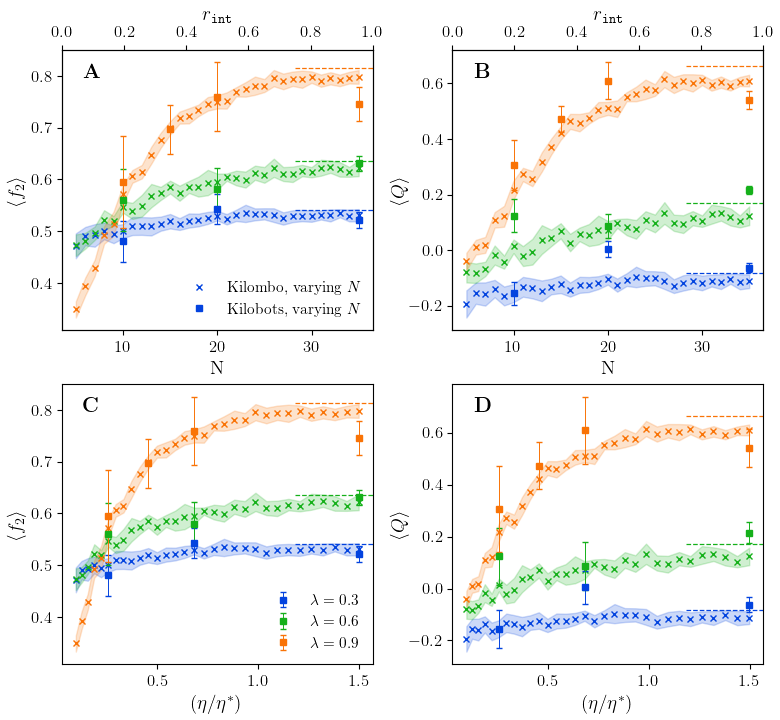 r_int r_int
0.0 0.2 0.4 0.6 0.8 1.0 0.0 0.2 0.4 0.6 0.8 1.0
A B
0.8
0.7
0.6
0.5
0.4
⟨f₂⟩
0.6
0.4
0.2
0.0
−0.2
⟨Q⟩
Kilombo, varying N
Kilobots, varying N
10 20 30 10 20 30
N N
C D
0.8
0.7
0.6
0.5
0.4
⟨f₂⟩
0.6
0.4
0.2
0.0
−0.2
⟨Q⟩
λ = 0.3
λ = 0.6
λ = 0.9
0.5 1.0 1.5 0.5 1.0 1.5
(η/η*) (η/η*)